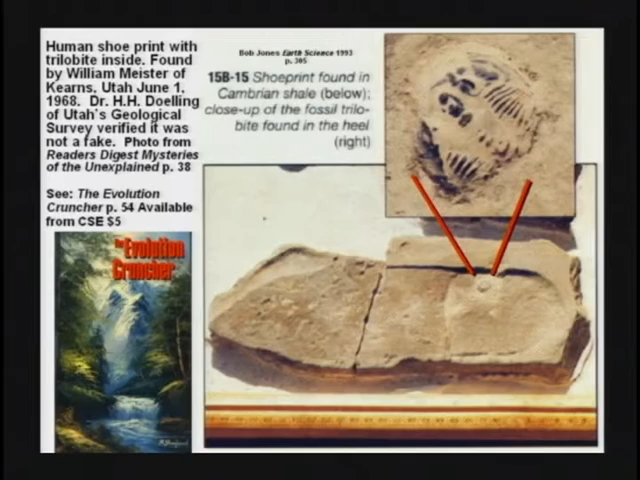 Human shoe print with
trilobite inside. Found
by William Meister of
Kearns, Utah June 1,
1968. Dr. H.H. Doelling
of Utah's Geological
Survey verified it was
not a fake. Photo from
Readers Digest Mysteries
of the Unexplained p. 38
See: The Evolution
Cruncher p. 54 Available
from CSE $5
Bob Jones Earth Science 1993
p. 305
15B-15 Shoeprint found in
Cambrian shale (below);
close-up of the fossil trilo-
bite found in the heel
(right)
The Evolution
Cruncher